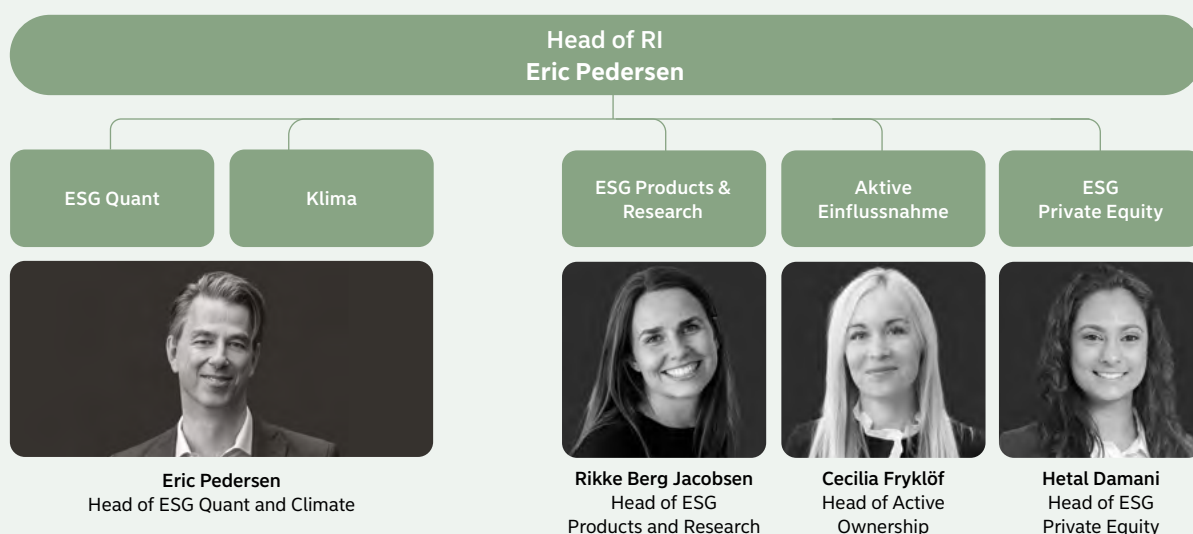 Head of RI
Eric Pedersen
ESG Quant
Klima
ESG Products &
Research
Aktive
Einflussnahme
ESG
Private Equity
Eric Pedersen
Head of ESG Quant and Climate
Rikke Berg Jacobsen
Head of ESG
Products and Research
Cecilia Fryklöf
Head of Active
Ownership
Hetal Damani
Head of ESG
Private Equity